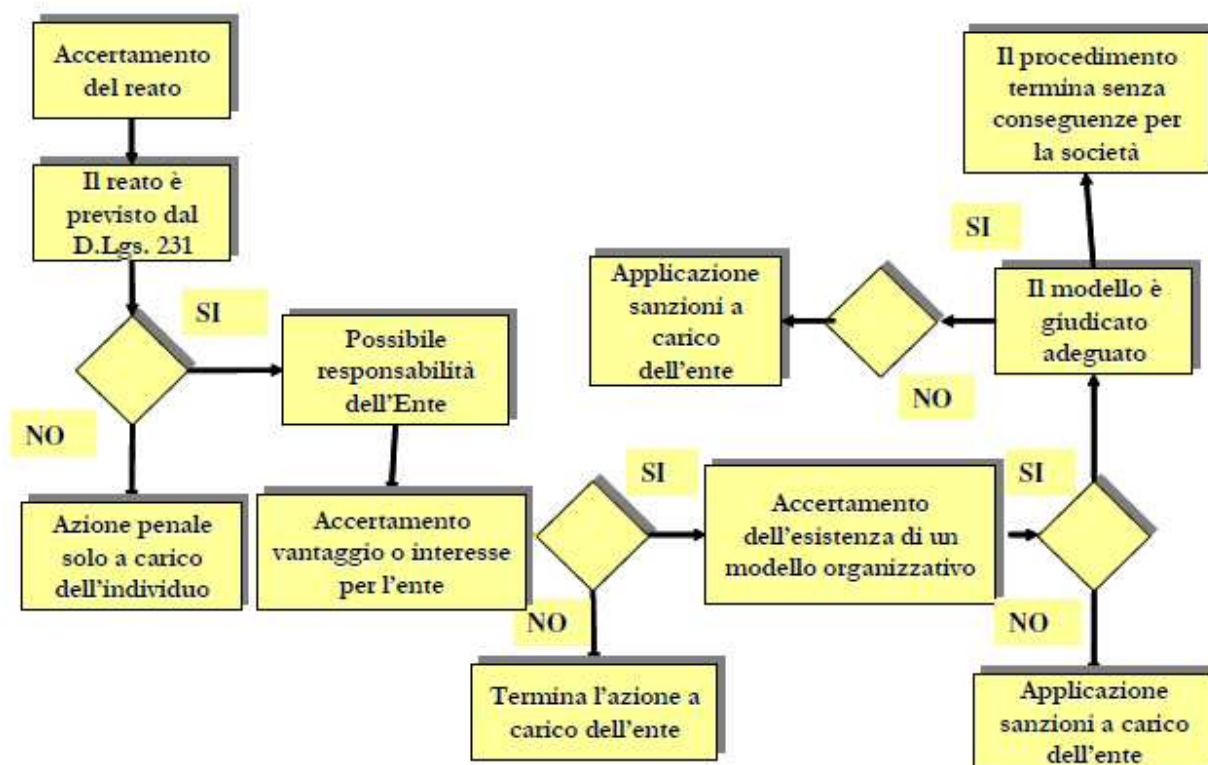 Accertamento
del reato
Il reato è
previsto dal
D.Lgs. 231
SI
NO
Azione penale
solo a carico
dell'individuo
Possibile
responsabilità
dell'Ente
Accertamento
vantaggio o interesse
per l'ente
SI
NO
Termina l'azione a
carico dell'ente
Accertamento
dell'esistenza di un
modello organizzativo
SI
NO
Applicazione
sanzioni a carico
dell'ente
Il modello è
giudicato
adeguato
SI
NO
Applicazione
sanzioni a
carico
dell'ente
Il procedimento
termina senza
conseguenze per
la società